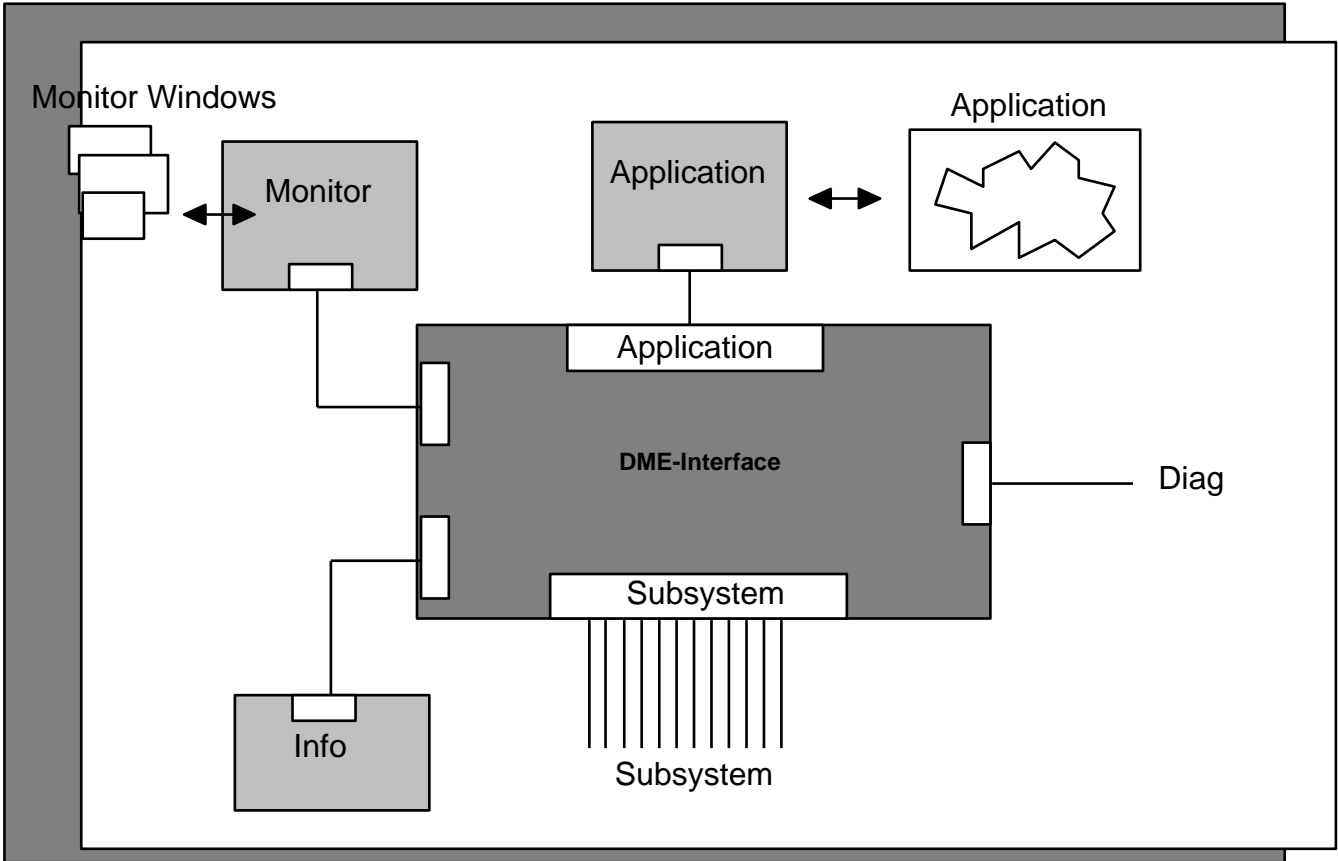 Monitor Windows
Application
Monitor
Application
Application
DME-Interface
Diag
Subsystem
Info
Subsystem